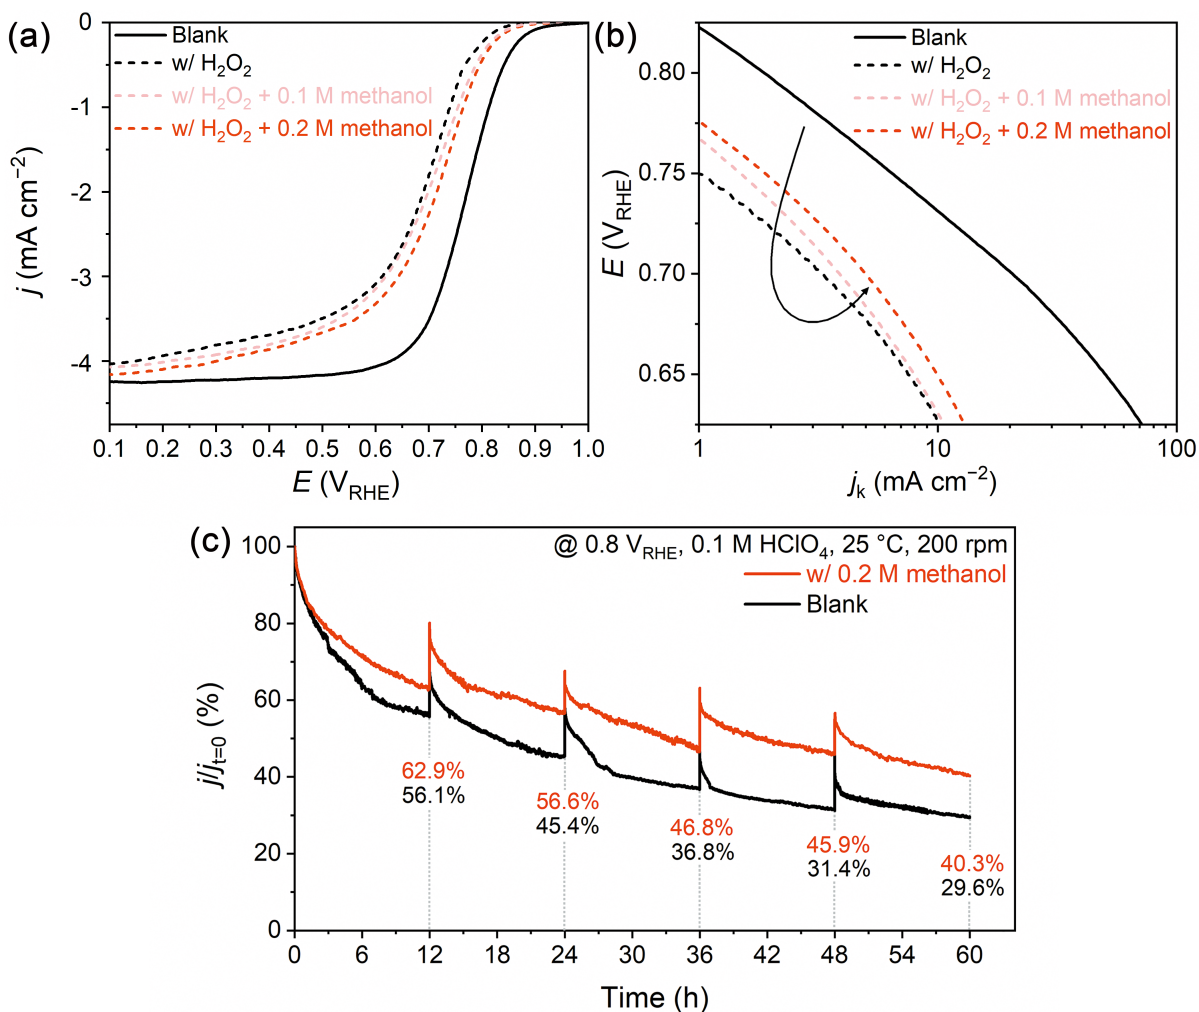 (a)
Blank
w/ H₂O₂
w/ H₂O₂ + 0.1 M methanol
w/ H₂O₂ + 0.2 M methanol
0
-1
-2
-3
-4
j (mA cm⁻²)
0.1 0.2 0.3 0.4 0.5 0.6 0.7 0.8 0.9 1.0
E (V_RHE)
(b)
Blank
w/ H₂O₂
w/ H₂O₂ + 0.1 M methanol
w/ H₂O₂ + 0.2 M methanol
0.80
0.75
0.70
0.65
E (V_RHE)
1 10 100
jₖ (mA cm⁻²)
(c)
@ 0.8 V_RHE, 0.1 M HClO₄, 25 °C, 200 rpm
w/ 0.2 M methanol
Blank
100
80
60
40
20
0
j/j_t=0 (%)
62.9%
56.1%
56.6%
45.4%
46.8%
36.8%
45.9%
31.4%
40.3%
29.6%
0 6 12 18 24 30 36 42 48 54 60
Time (h)